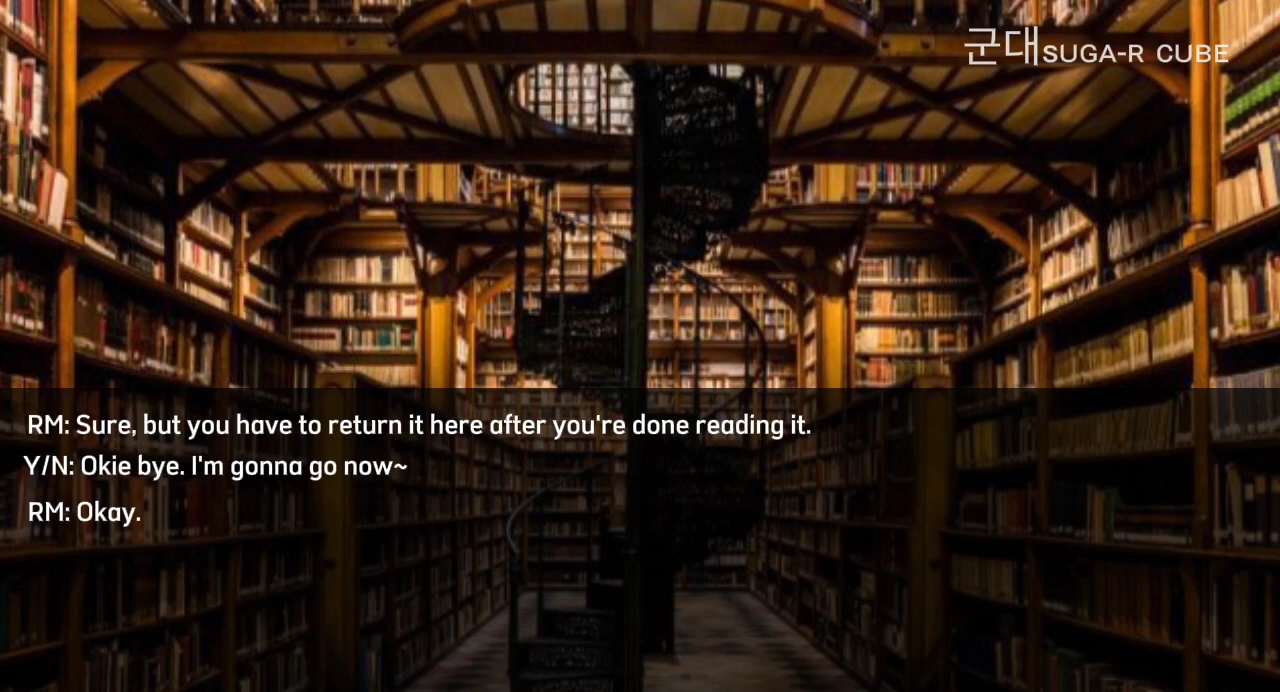 군대SUGA-R CUBE
RM: Sure, but you have to return it here after you're done reading it.
Y/N: Okie bye. I'm gonna go now~
RM: Okay.